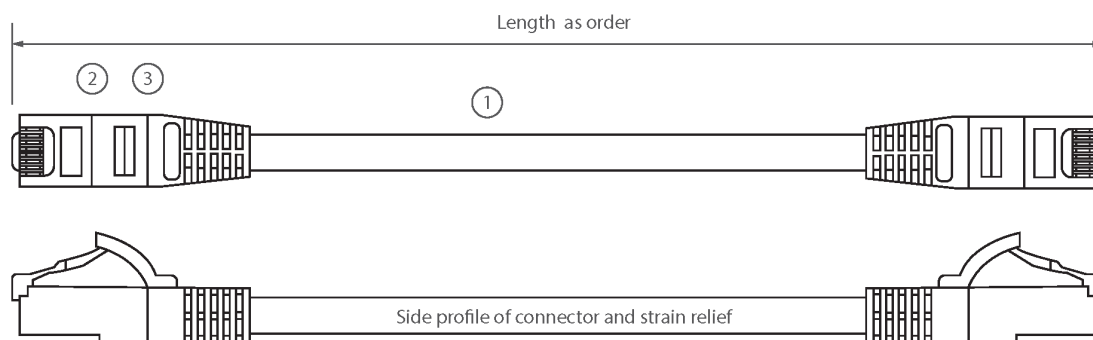 Length as order
2 3
1
Side profile of connector and strain relief